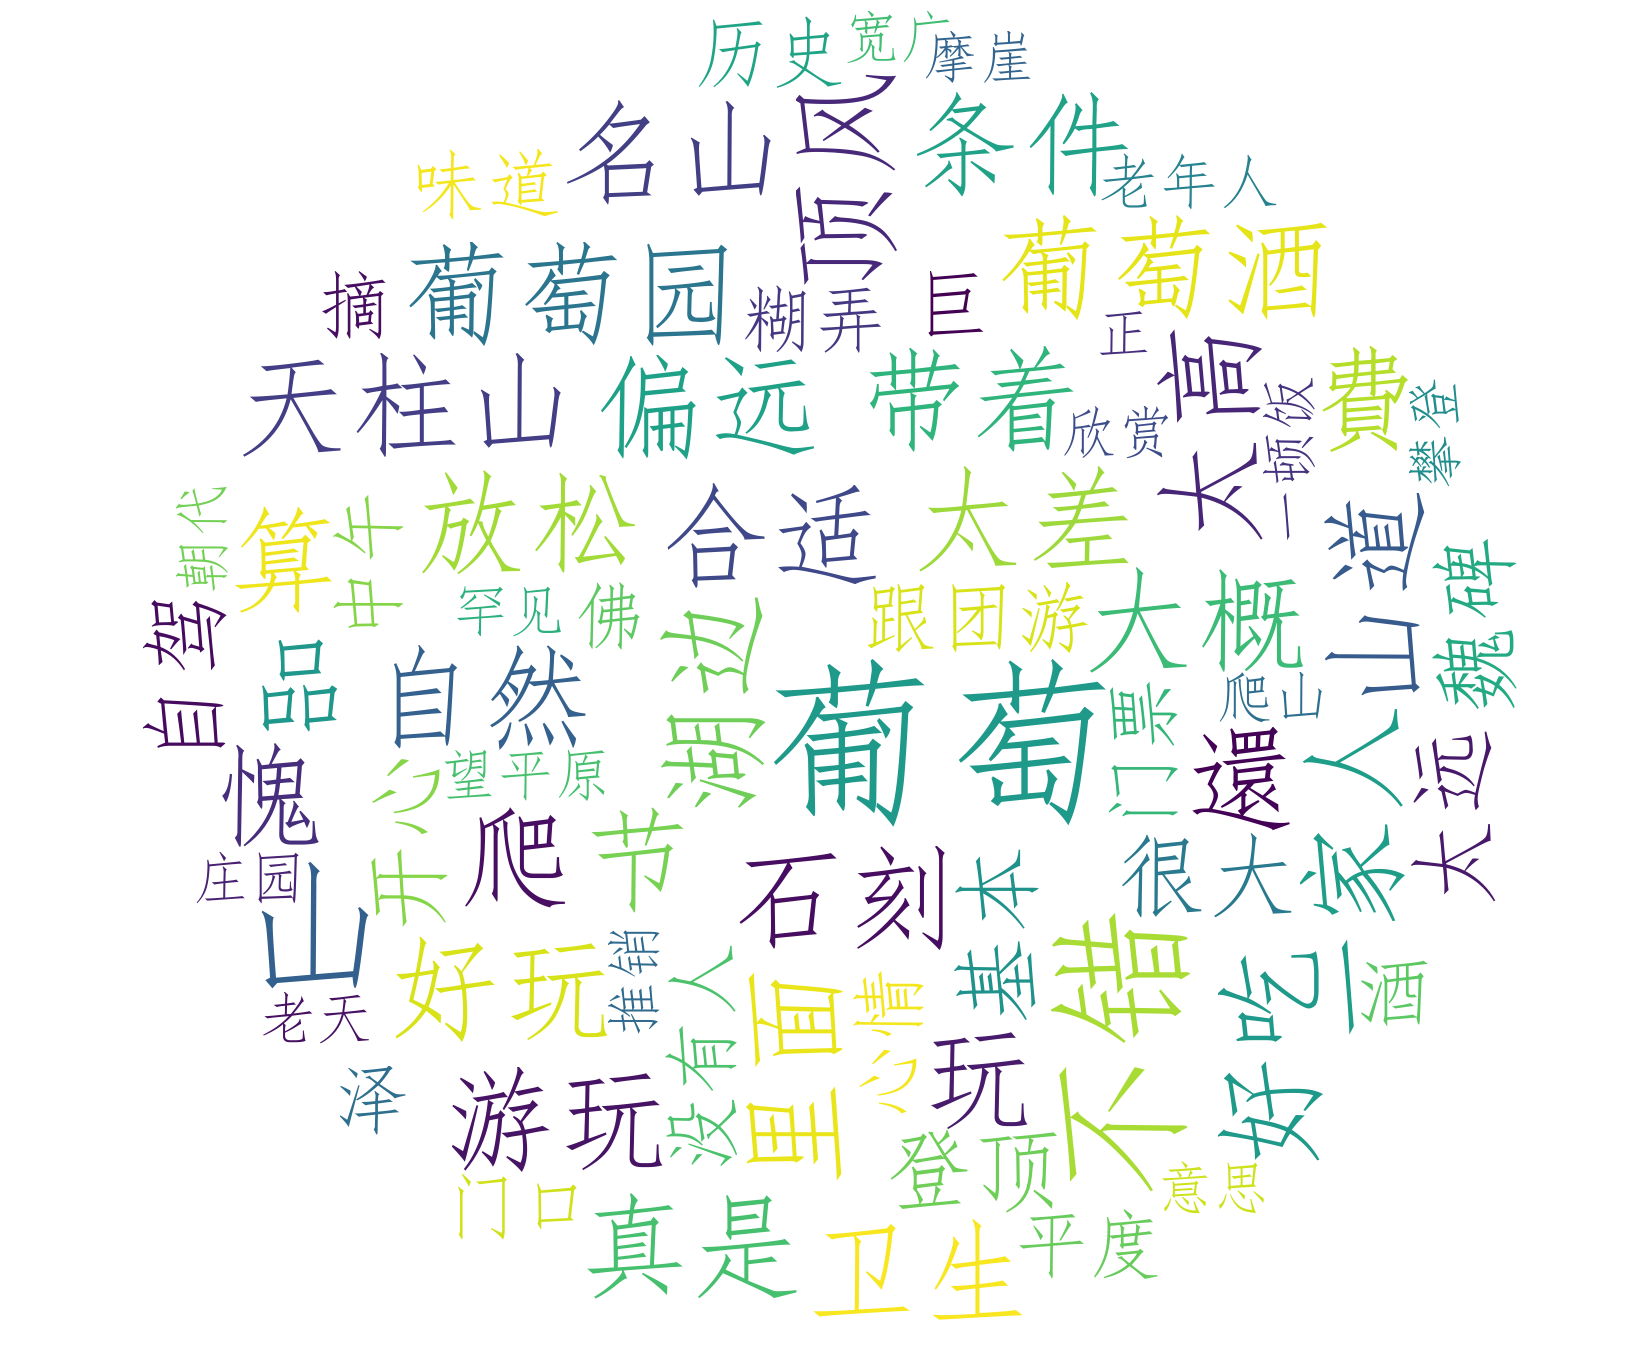 历史
宽广
摩崖
名山
顶风
条件
味道
老年人
摘
葡萄园
糊弄
巨
葡萄酒
正
天柱山
偏远
带着
欣赏
太高
一顿饭
費
攀登
朝代
算
中午
放松
合适
太差
山道
魏碑
自驾
品
罕见
佛
湖边
跟团游
大概
自然
葡萄
门票
爬山
還
人家
太远
愧
开心
望平原
庄园
山
爬
节
石刻
基本
很大
老天
好玩
推销
没有人
里面
心情
不错
好吃
一
酒
泽
游玩
玩
登顶
意思
门口
真是
卫生
平度